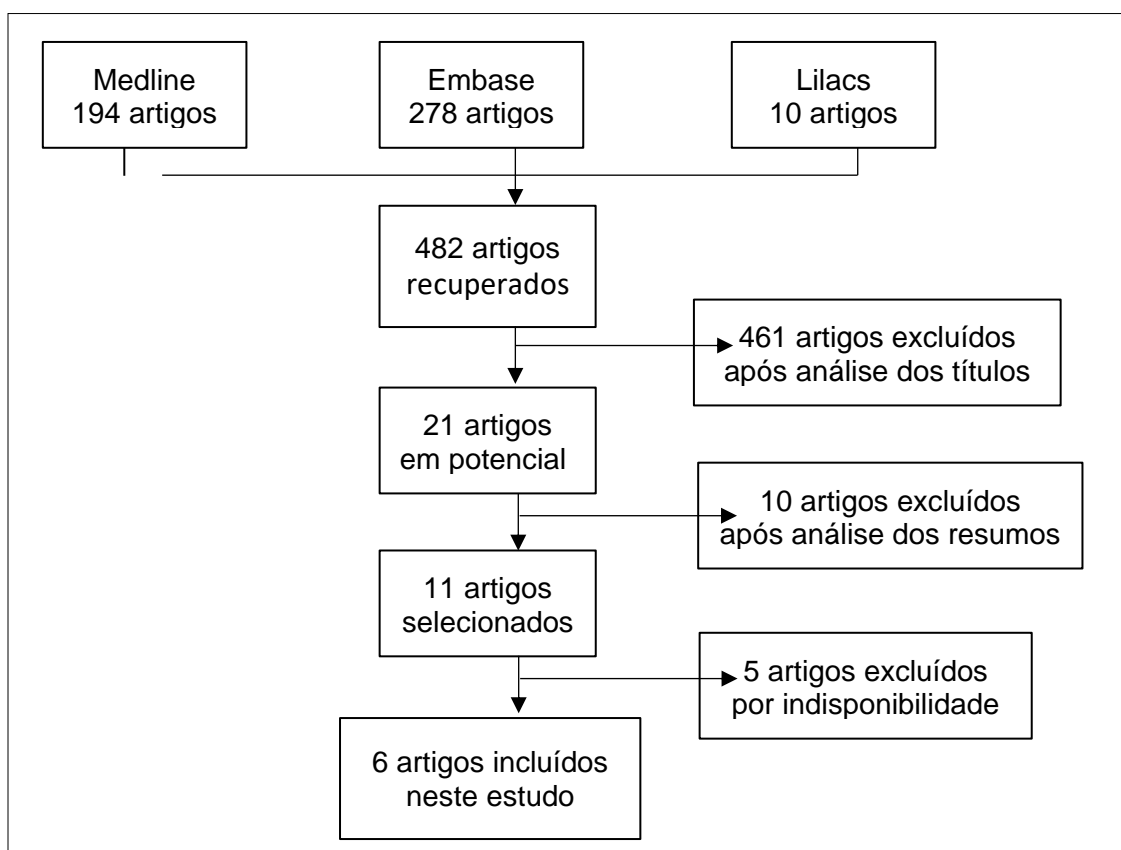 Medline
194 artigos
Embase
278 artigos
Lilacs
10 artigos
482 artigos
recuperados
461 artigos excluídos
após análise dos títulos
21 artigos
em potencial
10 artigos excluídos
após análise dos resumos
11 artigos
selecionados
5 artigos excluídos
por indisponibilidade
6 artigos incluídos
neste estudo